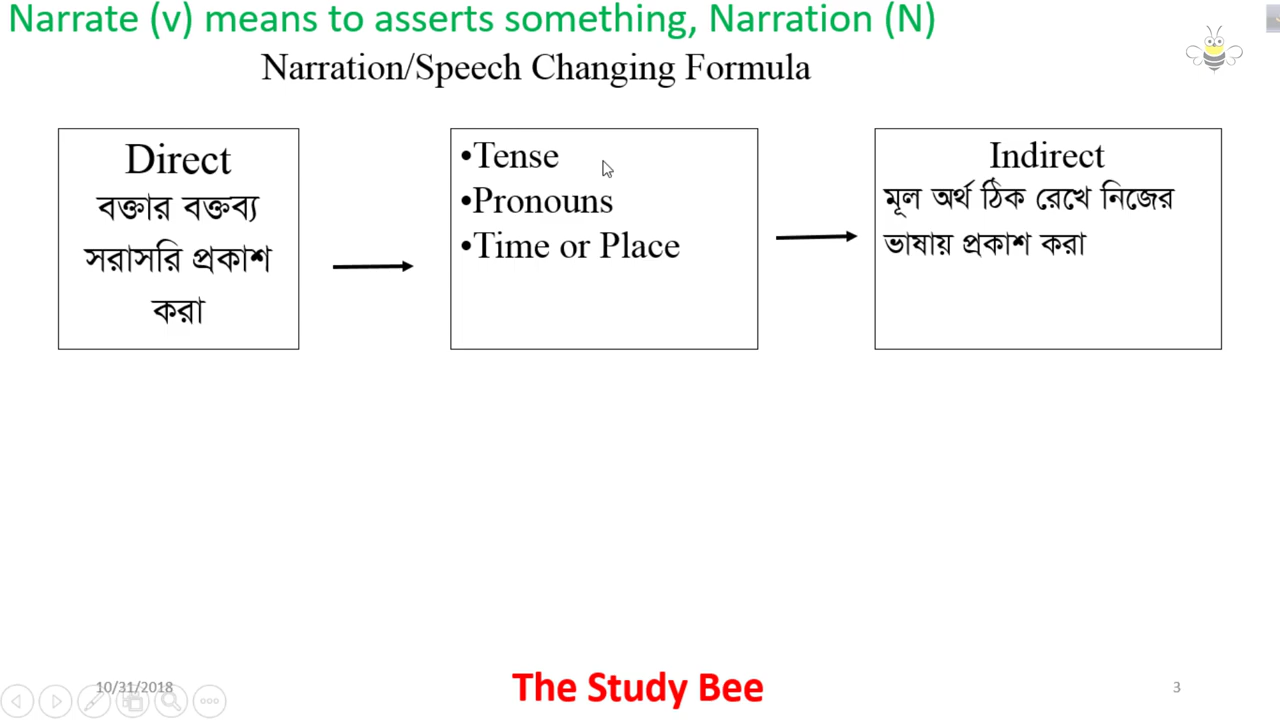 Narrate (v) means to asserts something, Narration (N)
Narration/Speech Changing Formula
Direct
বক্তার বক্তব্য
সরাসরি প্রকাশ
করা
•Tense
•Pronouns
•Time or Place
Indirect
মূল অর্থ ঠিক রেখে নিজের
ভাষায় প্রকাশ করা
10/31/2018
The Study Bee
3